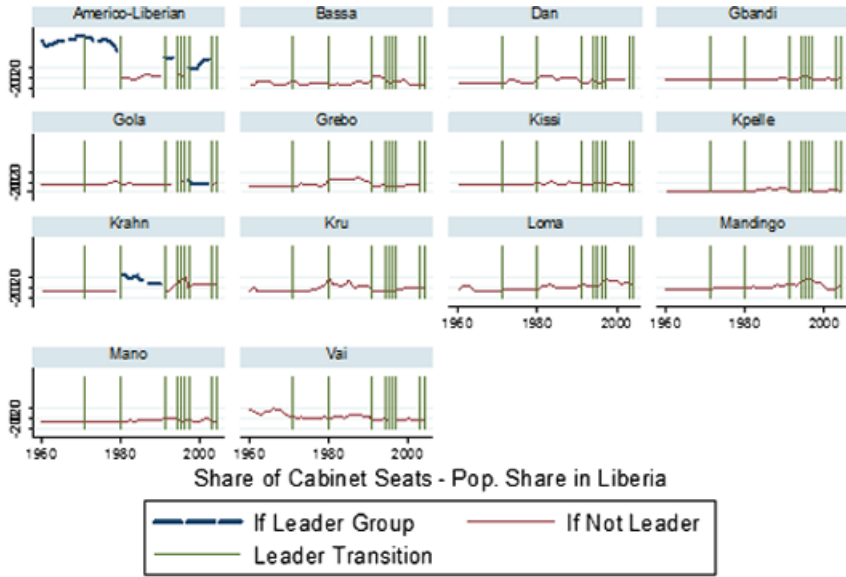 Americo-Liberian Bassa Dan Gbandi
Gola Grebo Kissi Kpelle
Krahn Kru Loma Mandingo
1960 1980 2000 1960 1980 2000
Mano Vai
1960 1980 2000 1960 1980 2000
Share of Cabinet Seats - Pop. Share in Liberia
If Leader Group If Not Leader
Leader Transition